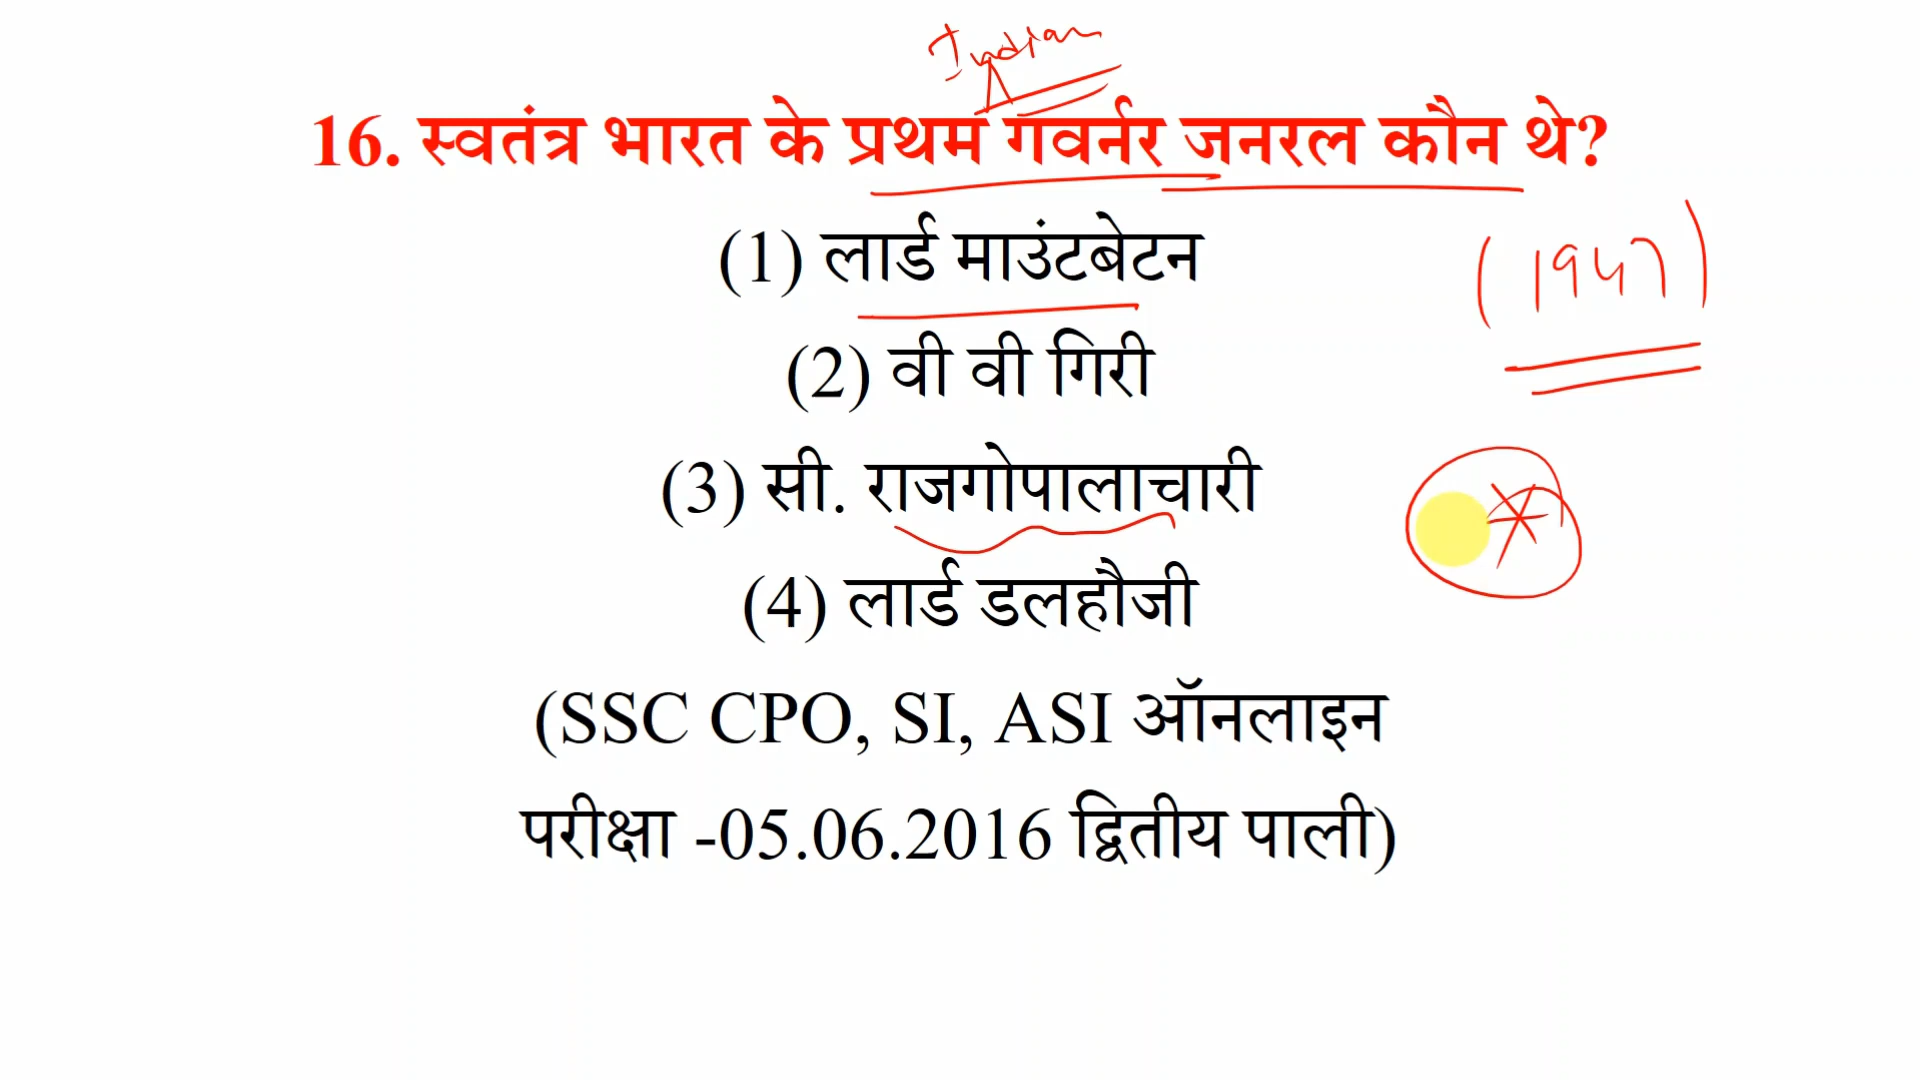 Indian
16. स्वतंत्र भारत के प्रथम गवर्नर जनरल कौन थे?
(1) लार्ड माउंटबेटन
(1947)
(2) वी वी गिरी
(3) सी. राजगोपालाचारी
(4) लार्ड डलहौजी
(SSC CPO, SI, ASI ऑनलाइन
परीक्षा -05.06.2016 द्वितीय पाली)